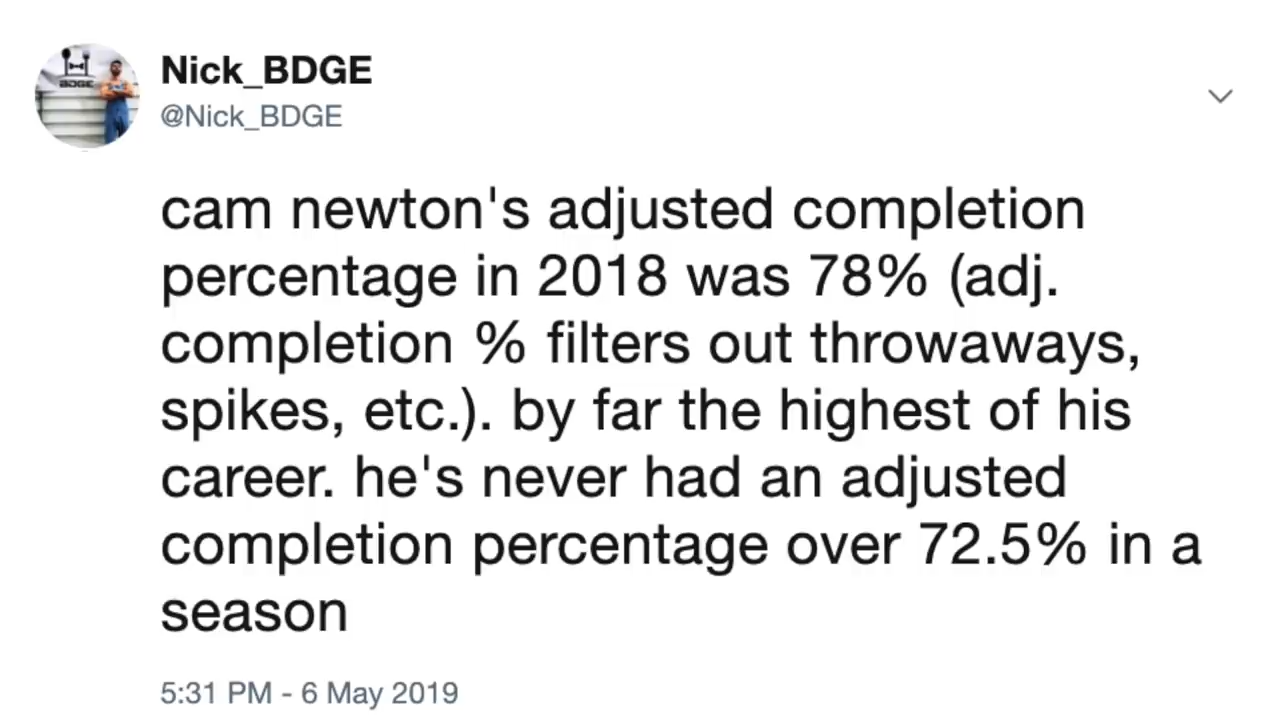 BDGE
Nick_BDGE
@Nick_BDGE
cam newton's adjusted completion
percentage in 2018 was 78% (adj.
completion % filters out throwaways,
spikes, etc.). by far the highest of his
career. he's never had an adjusted
completion percentage over 72.5% in a
season
5:31 PM - 6 May 2019